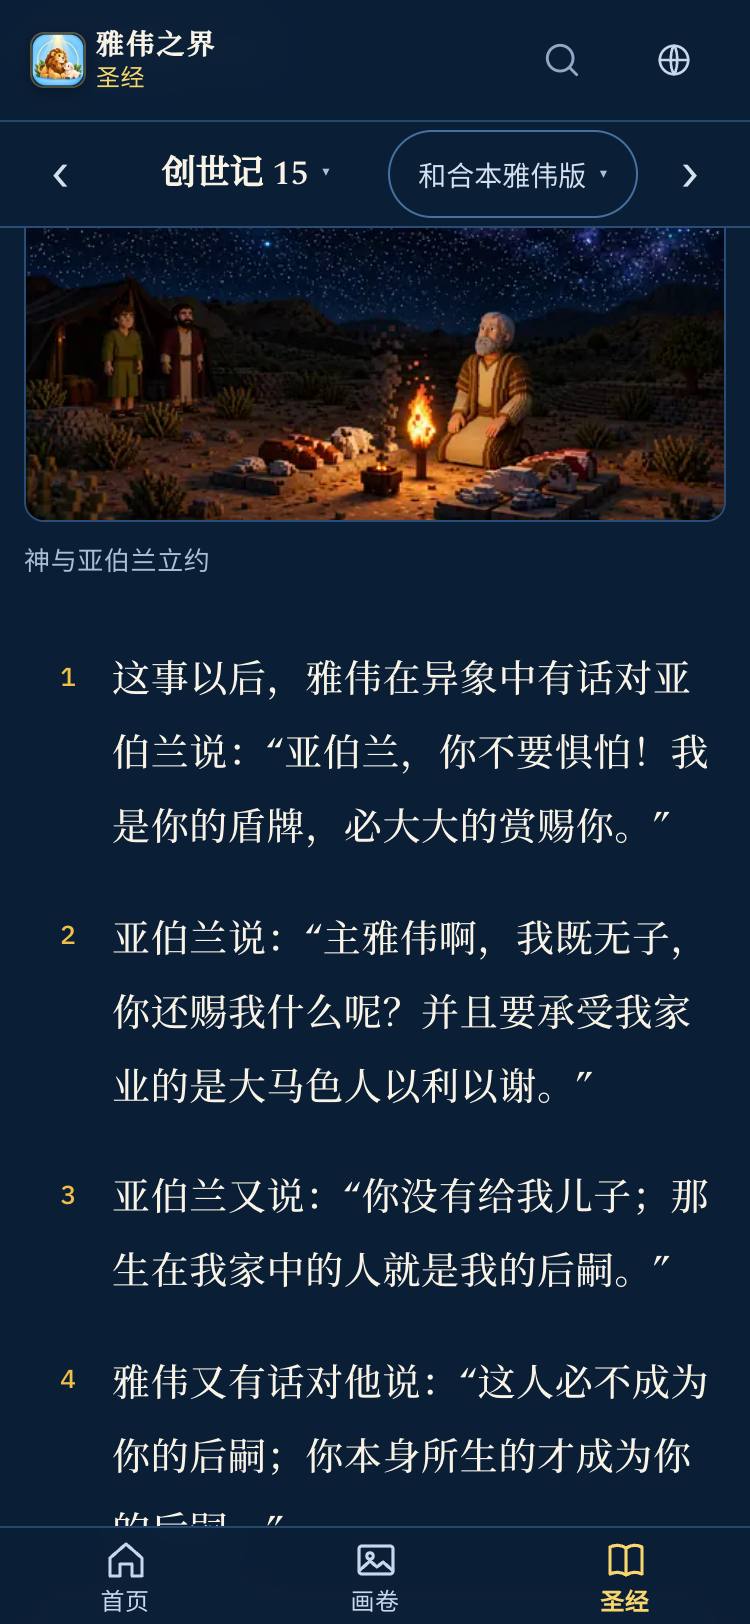 雅伟之界
圣经
创世记 15
和合本雅伟版
神与亚伯兰立约
1 这事以后，雅伟在异象中有话对亚
伯兰说：“亚伯兰，你不要惧怕！我
是你的盾牌，必大大的赏赐你。”
2 亚伯兰说：“主雅伟啊，我既无子，
你还赐我什么呢？并且要承受我家
业的是大马色人以利以谢。”
3 亚伯兰又说：“你没有给我儿子；那
生在我家中的人就是我的后嗣。”
4 雅伟又有话对他说：“这人必不成为
你的后嗣；你本身所生的才成为你
的后嗣。”
首页
画卷
圣经